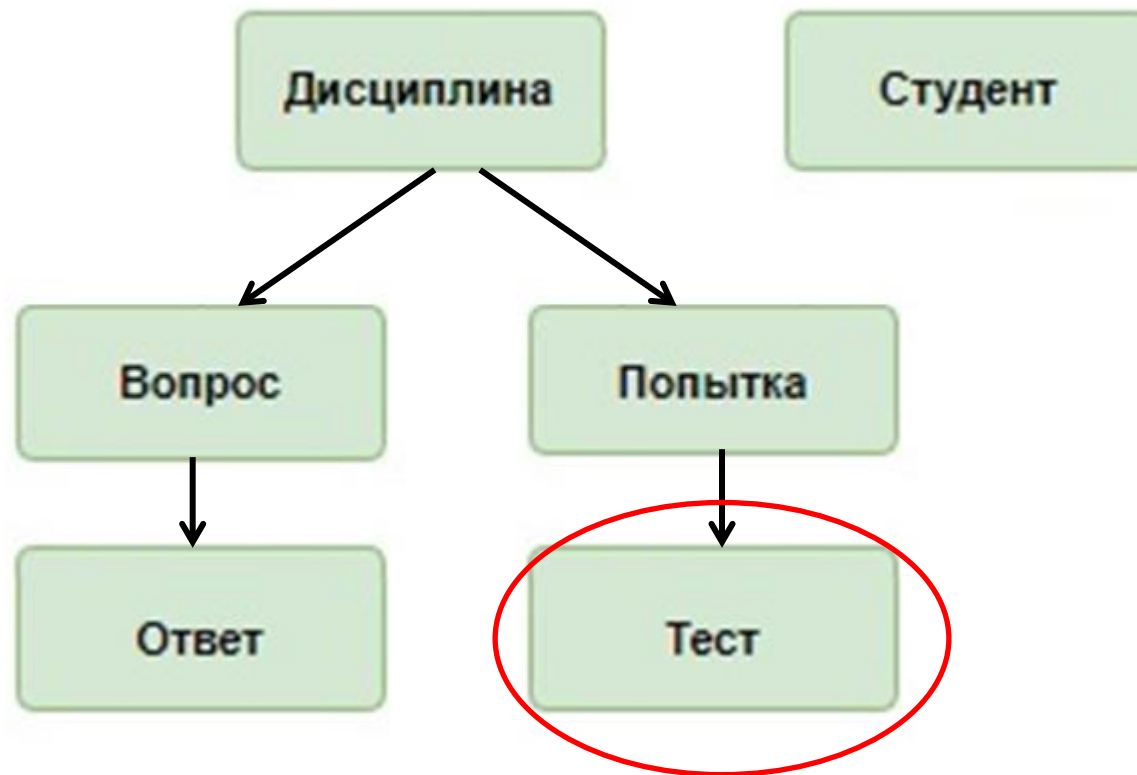 Дисциплина
Студент
Вопрос
Попытка
Ответ
Тест